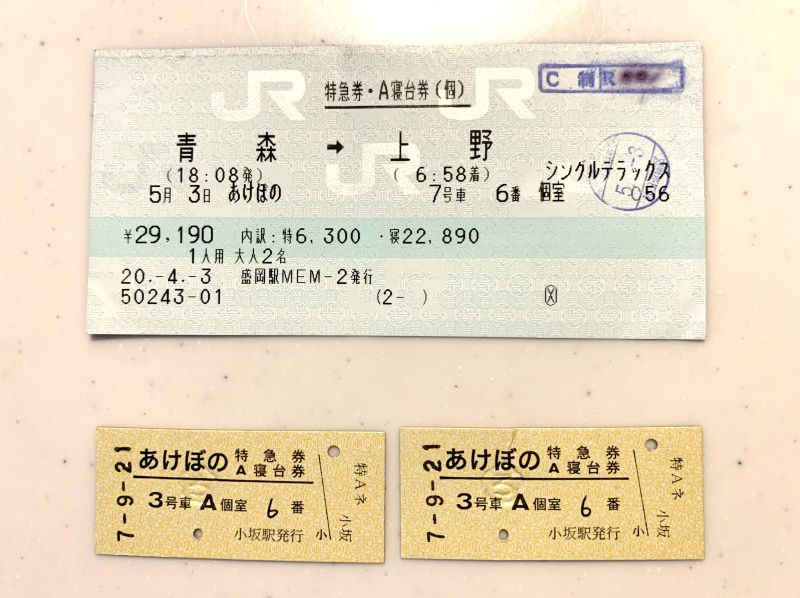 JR JR JR
特急券・A寝台券(個)
C 制R
青森 → 上野
(18:08発) (6:58着) シングルデラックス
5月 3日 あけぼの 7号車 6番 個室 056
5.-3
¥29,190 内訳:特6,300 ・寝22,890
1人用 大人2名
20.-4.-3 盛岡駅MEM-2発行
50243-01 (2- )
7-9-21
あけぼの 特急券
A寝台券
3号車 A個室 6番
小坂駅発行 小
特Aネ 小坂
7-9-21
あけぼの 特急券
A寝台券
3号車 A個室 6番
小坂駅発行 小
特Aネ 小坂